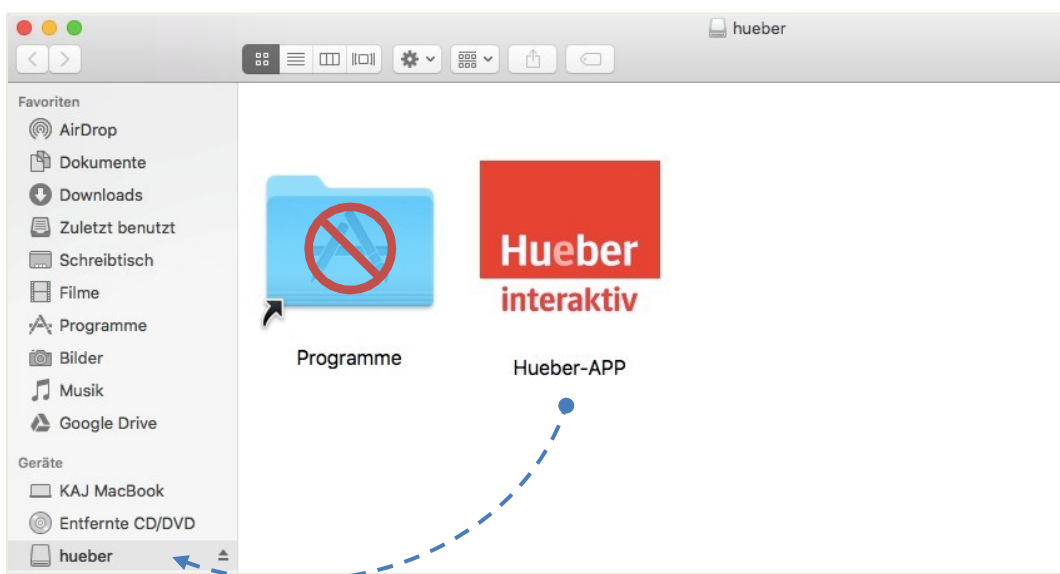 hueber
Favoriten
AirDrop
Dokumente
Downloads
Zuletzt benutzt
Schreibtisch
Filme
Programme
Bilder
Musik
Google Drive
Geräte
KAJ MacBook
Entfernte CD/DVD
hueber
Hueber
interaktiv
Programme
Hueber-APP